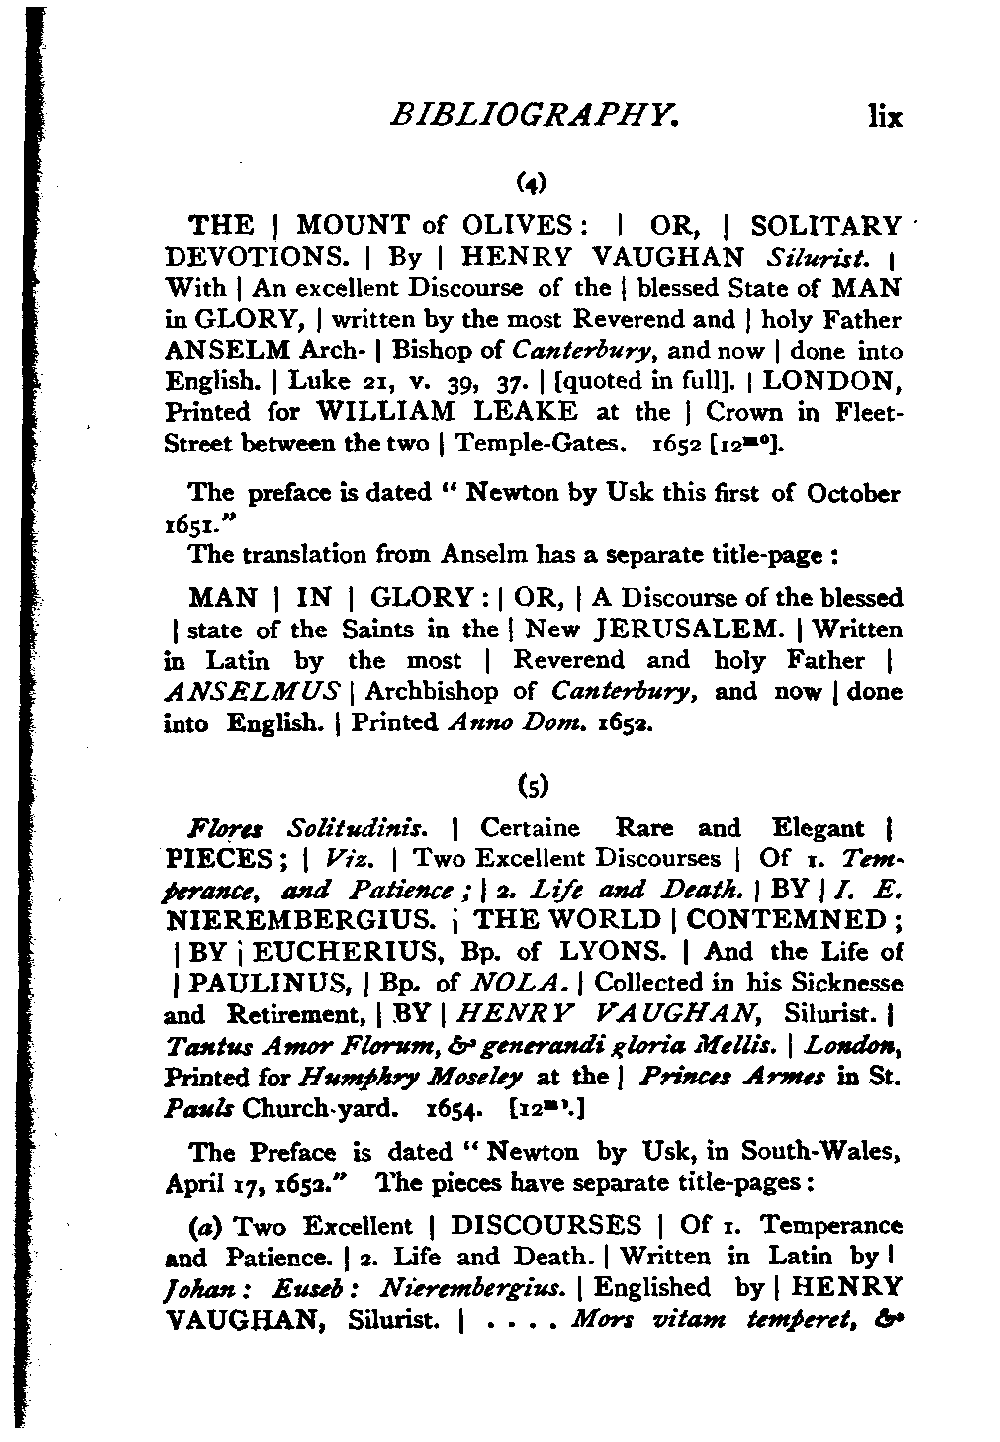 BIBLIOGRAPHY. lix
(4)
THE | MOUNT of OLIVES: | OR, | SOLITARY
DEVOTIONS. | By | HENRY VAUGHAN Silurist. |
With | An excellent Discourse of the | blessed State of MAN
in GLORY, | written by the most Reverend and | holy Father
ANSELM Arch- | Bishop of Canterbury, and now | done into
English. | Luke 21, v. 39, 37. | [quoted in full]. | LONDON,
Printed for WILLIAM LEAKE at the | Crown in Fleet-
Street between the two | Temple-Gates. 1652 [12mo].
The preface is dated “ Newton by Usk this first of October
1651.”
The translation from Anselm has a separate title-page :
MAN | IN | GLORY : | OR, | A Discourse of the blessed
| state of the Saints in the | New JERUSALEM. | Written
in Latin by the most | Reverend and holy Father |
ANSELMUS | Archbishop of Canterbury, and now | done
into English. | Printed Anno Dom. 1652.
(5)
Flores Solitudinis. | Certaine Rare and Elegant |
PIECES ; | Viz. | Two Excellent Discourses | Of 1. Tem-
perance, and Patience ; | 2. Life and Death. | BY | I. E.
NIEREMBERGIUS. | THE WORLD | CONTEMNED ;
| BY | EUCHERIUS, Bp. of LYONS. | And the Life of
| PAULINUS, | Bp. of NOLA. | Collected in his Sicknesse
and Retirement, | BY | HENRY VAUGHAN, Silurist. |
Tantus Amor Florum, & generandi gloria Mellis. | London,
Printed for Humphry Moseley at the | Princes Armes in St.
Pauls Church-yard. 1654. [12mo.]
The Preface is dated “ Newton by Usk, in South-Wales,
April 17, 1652.” The pieces have separate title-pages :
(a) Two Excellent | DISCOURSES | Of 1. Temperance
and Patience. | 2. Life and Death. | Written in Latin by |
Johan : Euseb : Nierembergius. | Englished by | HENRY
VAUGHAN, Silurist. | . . . . Mors vitam temperet, &